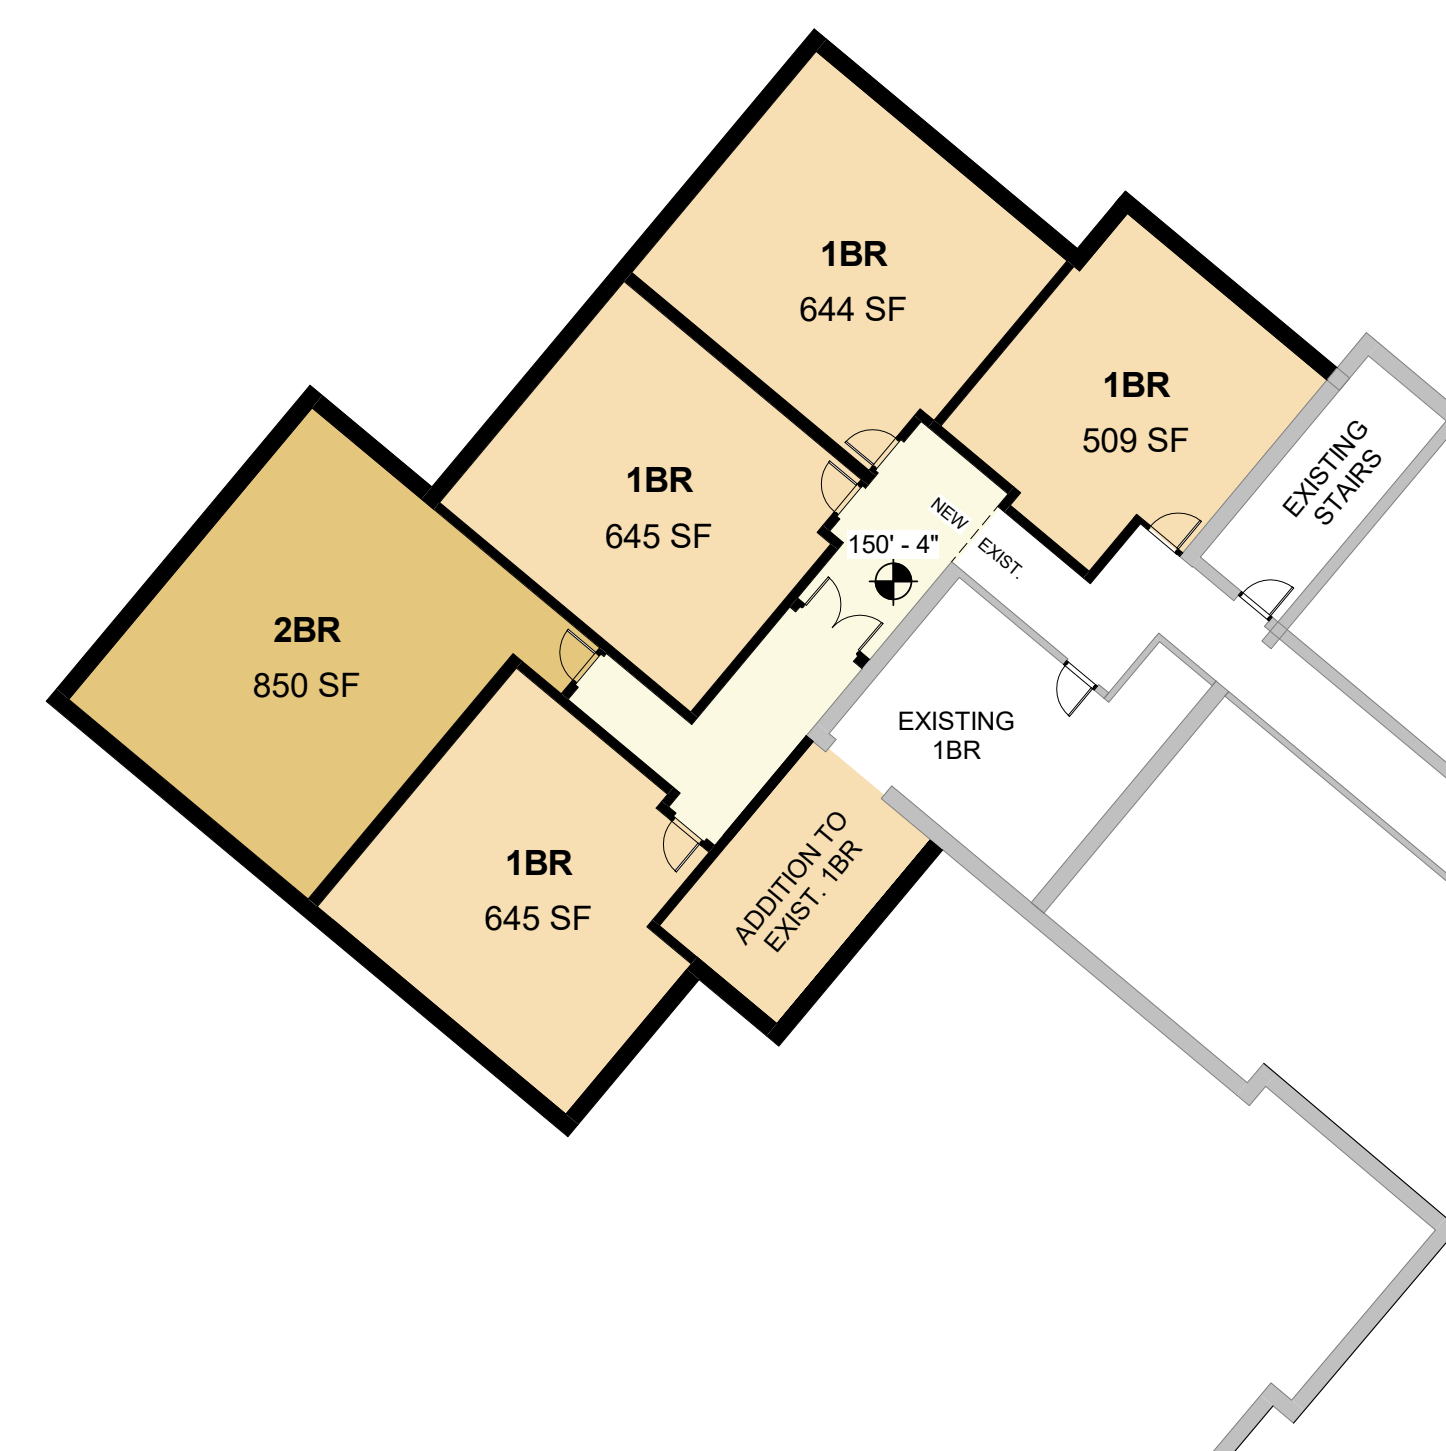 1BR
644 SF
1BR
509 SF
EXISTING
STAIRS
1BR
645 SF
NEW
EXIST.
150' - 4"
2BR
850 SF
EXISTING
1BR
1BR
645 SF
ADDITION TO
EXIST. 1BR